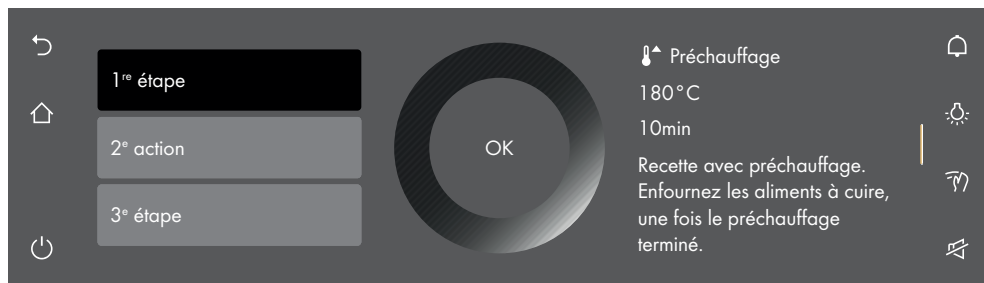 1re étape
2e action
3e étape
OK
Préchauffage
180°C
10min
Recette avec préchauffage.
Enfournez les aliments à cuire,
une fois le préchauffage
terminé.